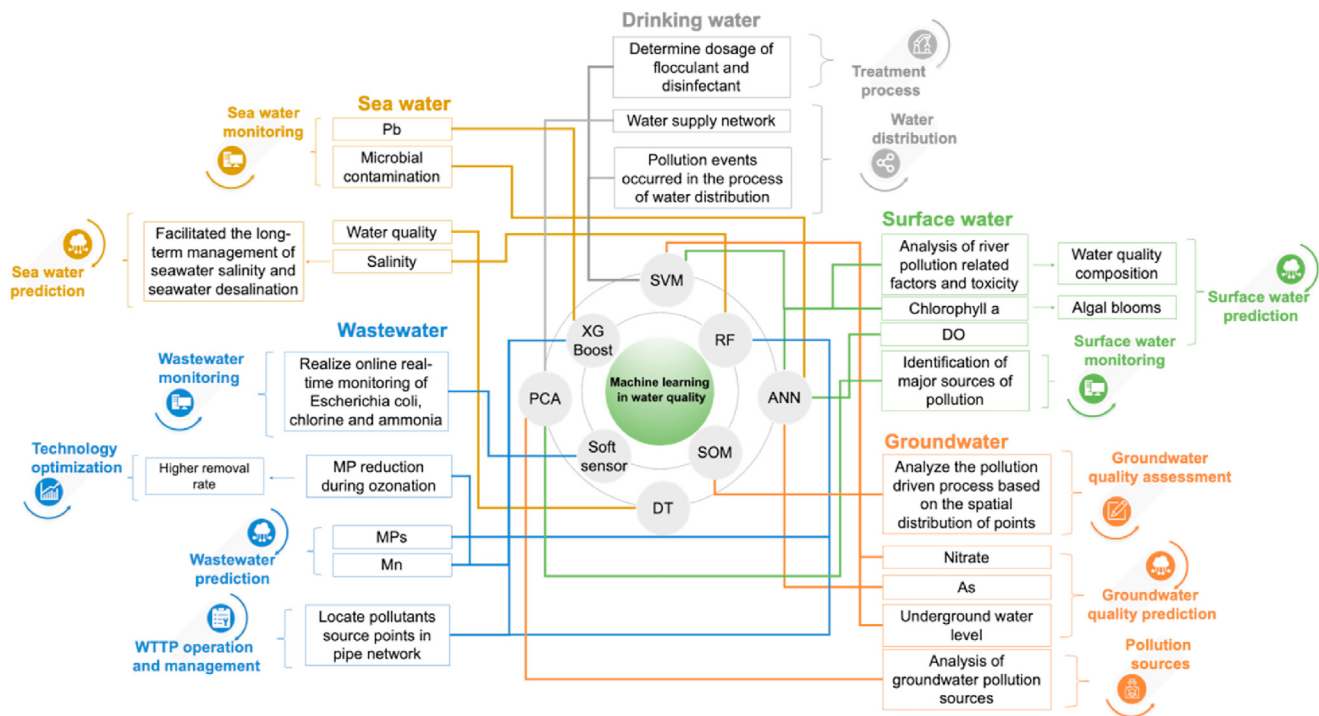 Drinking water
Determine dosage of
flocculant and
disinfectant
Treatment
process
Water supply network
Pollution events
occurred in the process
of water distribution
Water
distribution
Sea water
Sea water
monitoring
Pb
Microbial
contamination
Water quality
Salinity
Facilitated the long-
term management of
seawater salinity and
seawater desalination
Sea water
prediction
Surface water
Analysis of river
pollution related
factors and toxicity
Water quality
composition
Chlorophyll a
Algal blooms
DO
Identification of
major sources of
pollution
Surface water
prediction
Surface water
monitoring
Wastewater
Wastewater
monitoring
Realize online real-
time monitoring of
Escherichia coli,
chlorine and ammonia
Technology
optimization
Higher removal
rate
MP reduction
during ozonation
Wastewater
prediction
MPs
Mn
WTTP operation
and management
Locate pollutants
source points in
pipe network
SVM
XG
Boost
RF
PCA
Machine learning
in water quality
ANN
Soft
sensor
SOM
DT
Groundwater
Analyze the pollution
driven process based
on the spatial
distribution of points
Groundwater
quality assessment
Nitrate
As
Underground water
level
Groundwater
quality prediction
Analysis of
groundwater pollution
sources
Pollution
sources